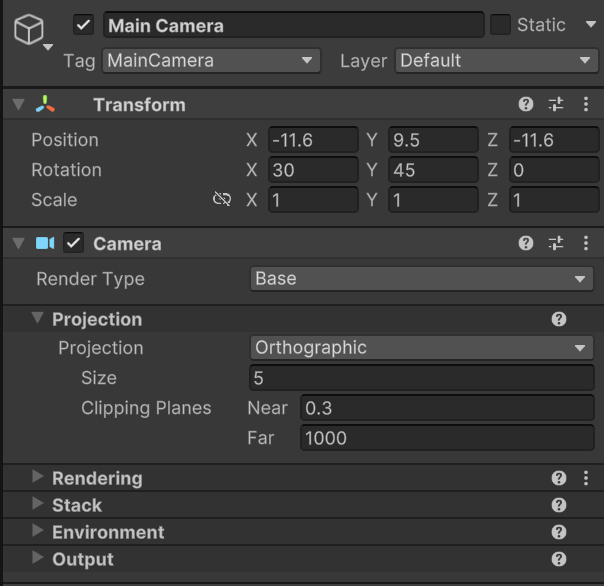 Main Camera Static
Tag MainCamera Layer Default
Transform
Position X -11.6 Y 9.5 Z -11.6
Rotation X 30 Y 45 Z 0
Scale X 1 Y 1 Z 1
Camera
Render Type Base
Projection
Projection Orthographic
Size 5
Clipping Planes Near 0.3
Far 1000
Rendering
Stack
Environment
Output